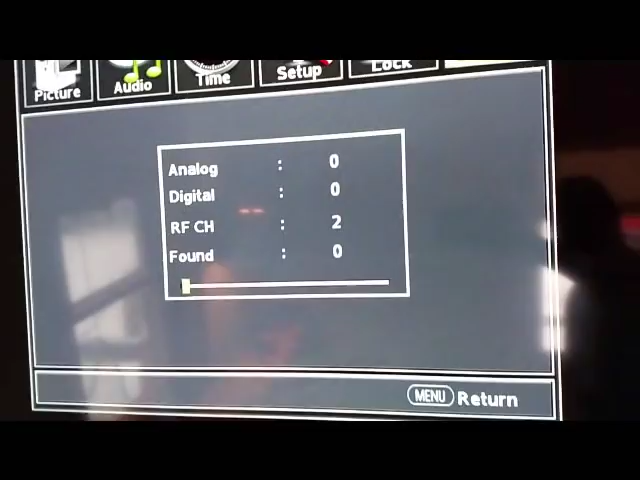 Picture Audio Time Setup Lock
Analog : 0
Digital : 0
RF CH : 2
Found : 0
MENU Return